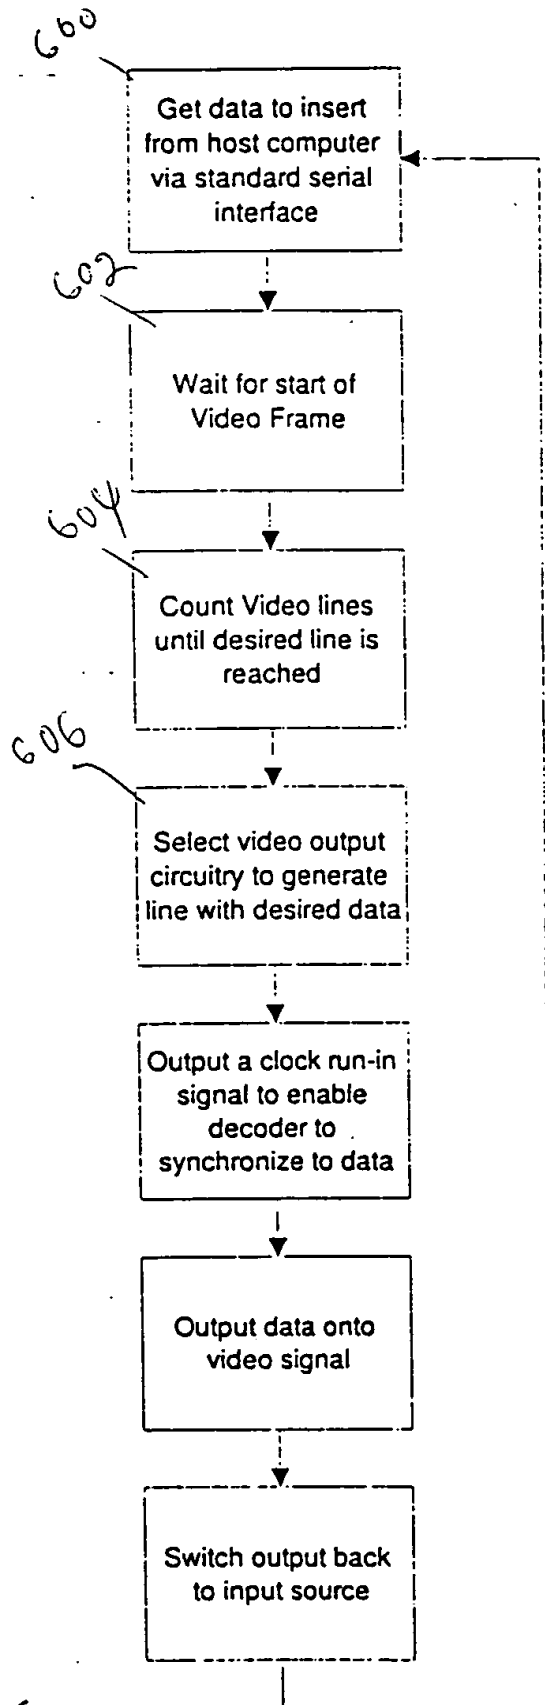 600
Get data to insert
from host computer
via standard serial
interface
602
Wait for start of
Video Frame
604
Count Video lines
until desired line is
reached
606
Select video output
circuitry to generate
line with desired data
Output a clock run-in
signal to enable
decoder to
synchronize to data
Output data onto
video signal
Switch output back
to input source